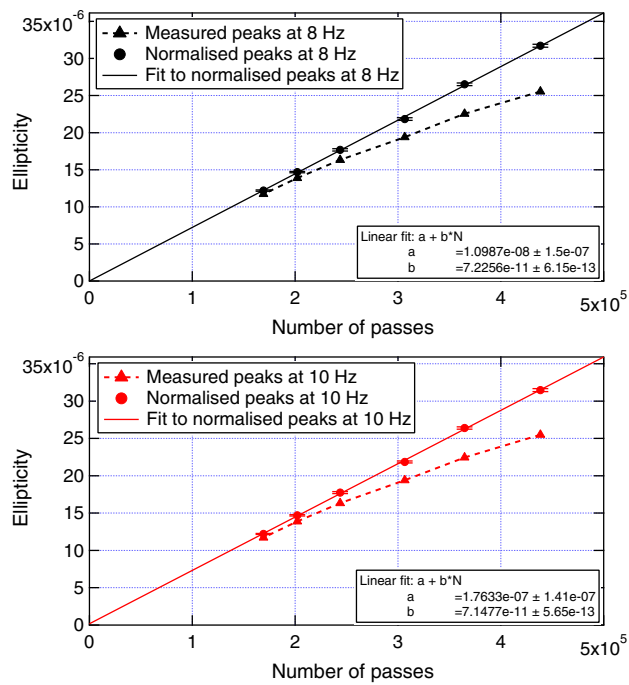 35x10-6
30
25
20
15
10
5
0
Ellipticity
Measured peaks at 8 Hz
Normalised peaks at 8 Hz
Fit to normalised peaks at 8 Hz
Linear fit: a + b*N
a =1.0987e-08 ± 1.5e-07
b =7.2256e-11 ± 6.15e-13
0 1 2 3 4 5x105
Number of passes
35x10-6
30
25
20
15
10
5
0
Ellipticity
Measured peaks at 10 Hz
Normalised peaks at 10 Hz
Fit to normalised peaks at 10 Hz
Linear fit: a + b*N
a =1.7633e-07 ± 1.41e-07
b =7.1477e-11 ± 5.65e-13
0 1 2 3 4 5x105
Number of passes